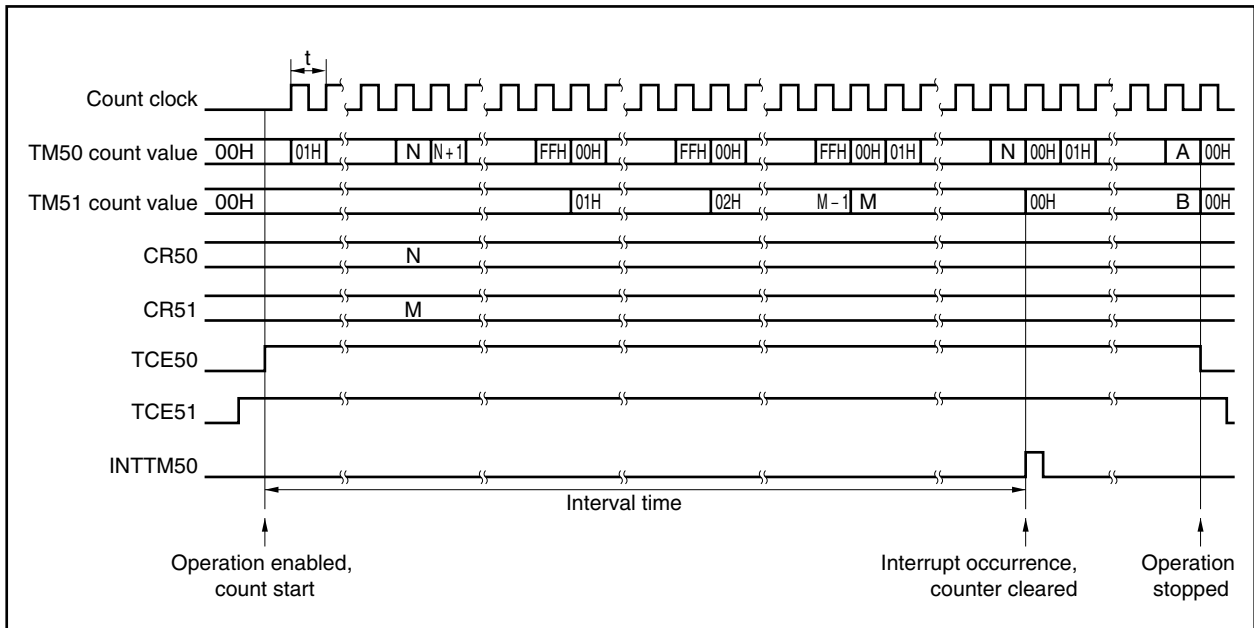 t
Count clock
TM50 count value 00H 01H N N + 1 FFH 00H FFH 00H FFH 00H 01H N 00H 01H A 00H
TM51 count value 00H 01H 02H M – 1 M 00H B 00H
CR50 N
CR51 M
TCE50
TCE51
INTTM50
Interval time
Operation enabled,
count start
Interrupt occurrence,
counter cleared
Operation
stopped